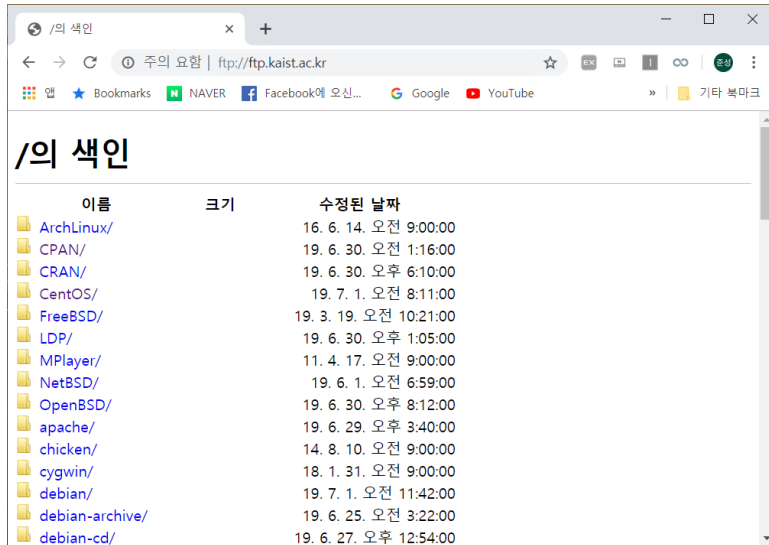 /의 색인
주의 요함 | ftp://ftp.kaist.ac.kr
EX
준성
앱 Bookmarks NAVER Facebook에 오신... Google YouTube » 기타 북마크
/의 색인
이름 크기 수정된 날짜
ArchLinux/ 16. 6. 14. 오전 9:00:00
CPAN/ 19. 6. 30. 오전 1:16:00
CRAN/ 19. 6. 30. 오후 6:10:00
CentOS/ 19. 7. 1. 오전 8:11:00
FreeBSD/ 19. 3. 19. 오전 10:21:00
LDP/ 19. 6. 30. 오후 1:05:00
MPlayer/ 11. 4. 17. 오전 9:00:00
NetBSD/ 19. 6. 1. 오전 6:59:00
OpenBSD/ 19. 6. 30. 오후 8:12:00
apache/ 19. 6. 29. 오후 3:40:00
chicken/ 14. 8. 10. 오전 9:00:00
cygwin/ 18. 1. 31. 오전 9:00:00
debian/ 19. 7. 1. 오전 11:42:00
debian-archive/ 19. 6. 25. 오전 3:22:00
debian-cd/ 19. 6. 27. 오후 12:54:00